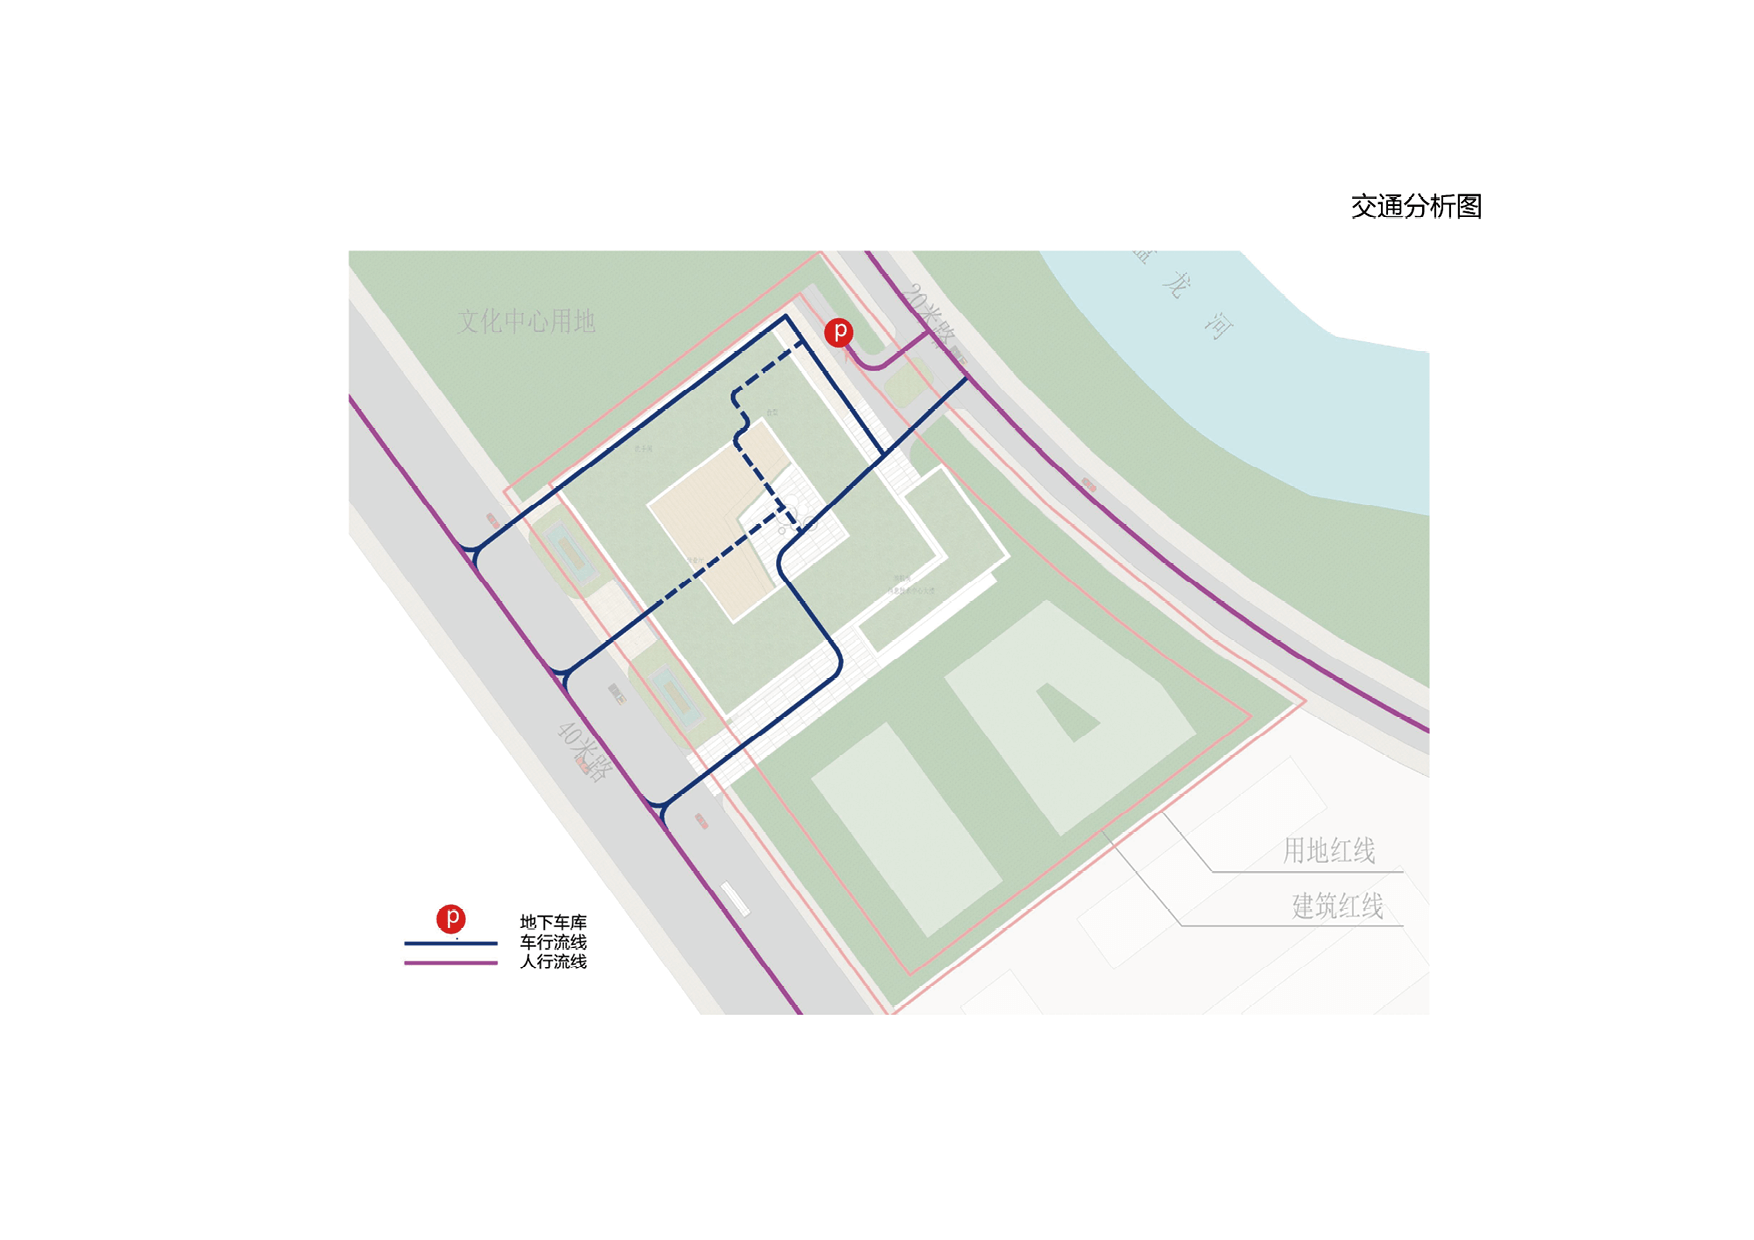 交通分析图
龙
河
20米路
文化中心用地
p
40米路
用地红线
建筑红线
p 地下车库
车行流线
人行流线